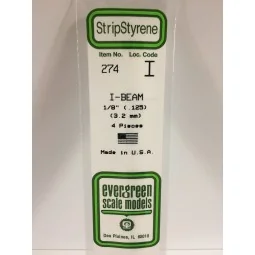 StripStyrene
Item No. Loc. Code
274 I
I-BEAM
1/8" (.125)
(3.2 mm)
4 Pieces
Made in U.S.A.
evergreen
scale models
Des Plaines, IL 60018